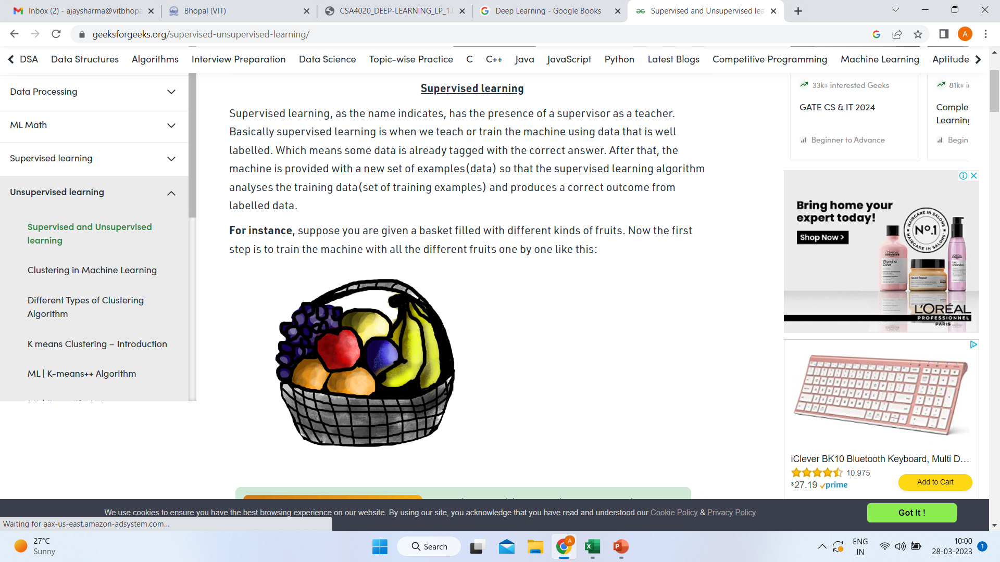 Inbox (2) - ajaysharma@vitbhopa
Bhopal (VIT)
CSA4020_DEEP-LEARNING_LP_1.
Deep Learning - Google Books
Supervised and Unsupervised lea
geeksforgeeks.org/supervised-unsupervised-learning/
A
DSA Data Structures Algorithms Interview Preparation Data Science Topic-wise Practice C C++ Java JavaScript Python Latest Blogs Competitive Programming Machine Learning Aptitude
Data Processing
ML Math
Supervised learning
Unsupervised learning
Supervised and Unsupervised
learning
Clustering in Machine Learning
Different Types of Clustering
Algorithm
K means Clustering – Introduction
ML | K-means++ Algorithm
Supervised learning
Supervised learning, as the name indicates, has the presence of a supervisor as a teacher.
Basically supervised learning is when we teach or train the machine using data that is well
labelled. Which means some data is already tagged with the correct answer. After that, the
machine is provided with a new set of examples(data) so that the supervised learning algorithm
analyses the training data(set of training examples) and produces a correct outcome from
labelled data.
For instance, suppose you are given a basket filled with different kinds of fruits. Now the first
step is to train the machine with all the different fruits one by one like this:
33k+ interested Geeks
GATE CS & IT 2024
Beginner to Advance
81k+ i
Comple
Learning
Begin
Bring home your
expert today!
Shop Now >
HAIRCARE IN SALONS
Nº.1
HAIRCARE IN SALONS
L'ORÉAL
Vitamino
Color
L'ORÉAL
PROFESSIONNEL
PARIS
iClever BK10 Bluetooth Keyboard, Multi D...
10,975
$27.19 prime
Add to Cart
We use cookies to ensure you have the best browsing experience on our website. By using our site, you acknowledge that you have read and understood our Cookie Policy & Privacy Policy
Got It !
Waiting for aax-us-east.amazon-adsystem.com...
27°C
Sunny
Search
A
ENG
IN
10:00
28-03-2023
1